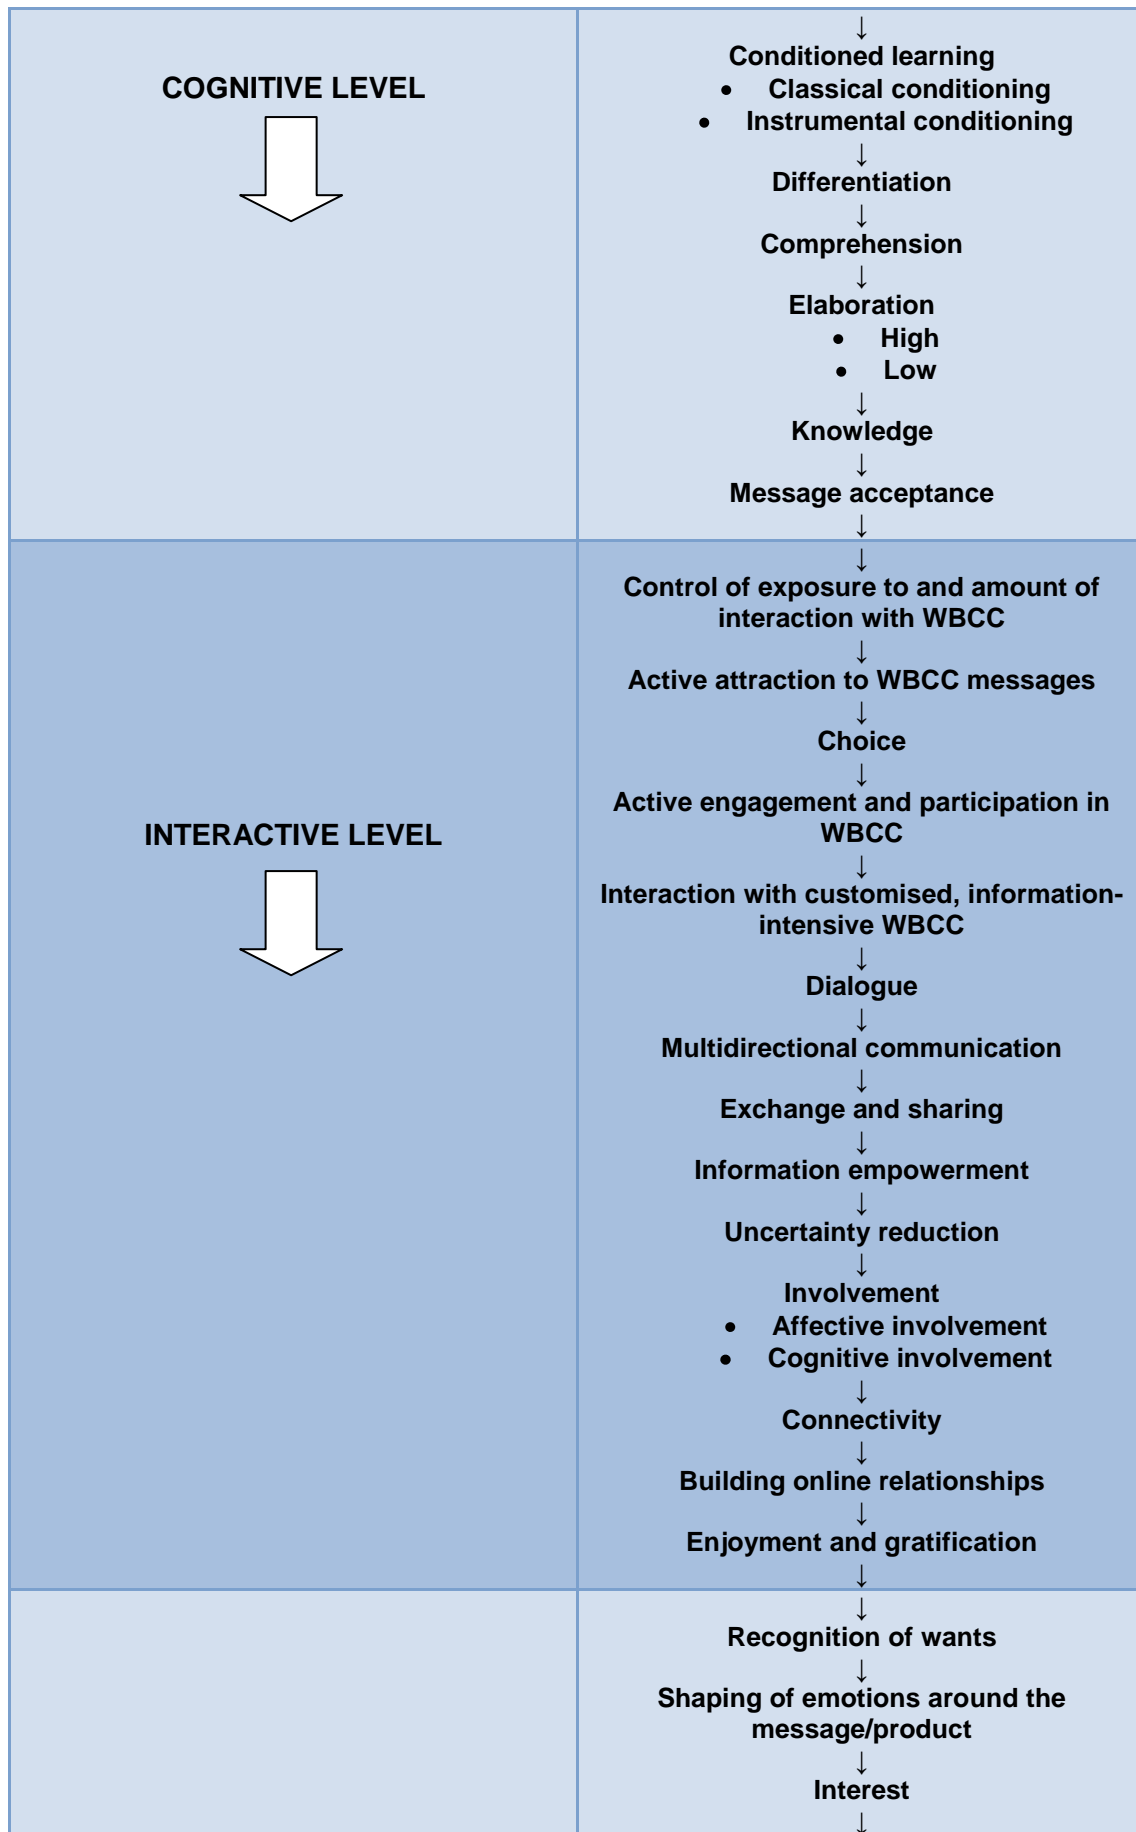 COGNITIVE LEVEL
↓
Conditioned learning
• Classical conditioning
• Instrumental conditioning
↓
Differentiation
↓
Comprehension
↓
Elaboration
• High
• Low
↓
Knowledge
↓
Message acceptance
↓
INTERACTIVE LEVEL
↓
Control of exposure to and amount of
interaction with WBCC
↓
Active attraction to WBCC messages
↓
Choice
↓
Active engagement and participation in
WBCC
↓
Interaction with customised, information-
intensive WBCC
↓
Dialogue
↓
Multidirectional communication
↓
Exchange and sharing
↓
Information empowerment
↓
Uncertainty reduction
↓
Involvement
• Affective involvement
• Cognitive involvement
↓
Connectivity
↓
Building online relationships
↓
Enjoyment and gratification
↓
↓
Recognition of wants
↓
Shaping of emotions around the
message/product
↓
Interest
↓